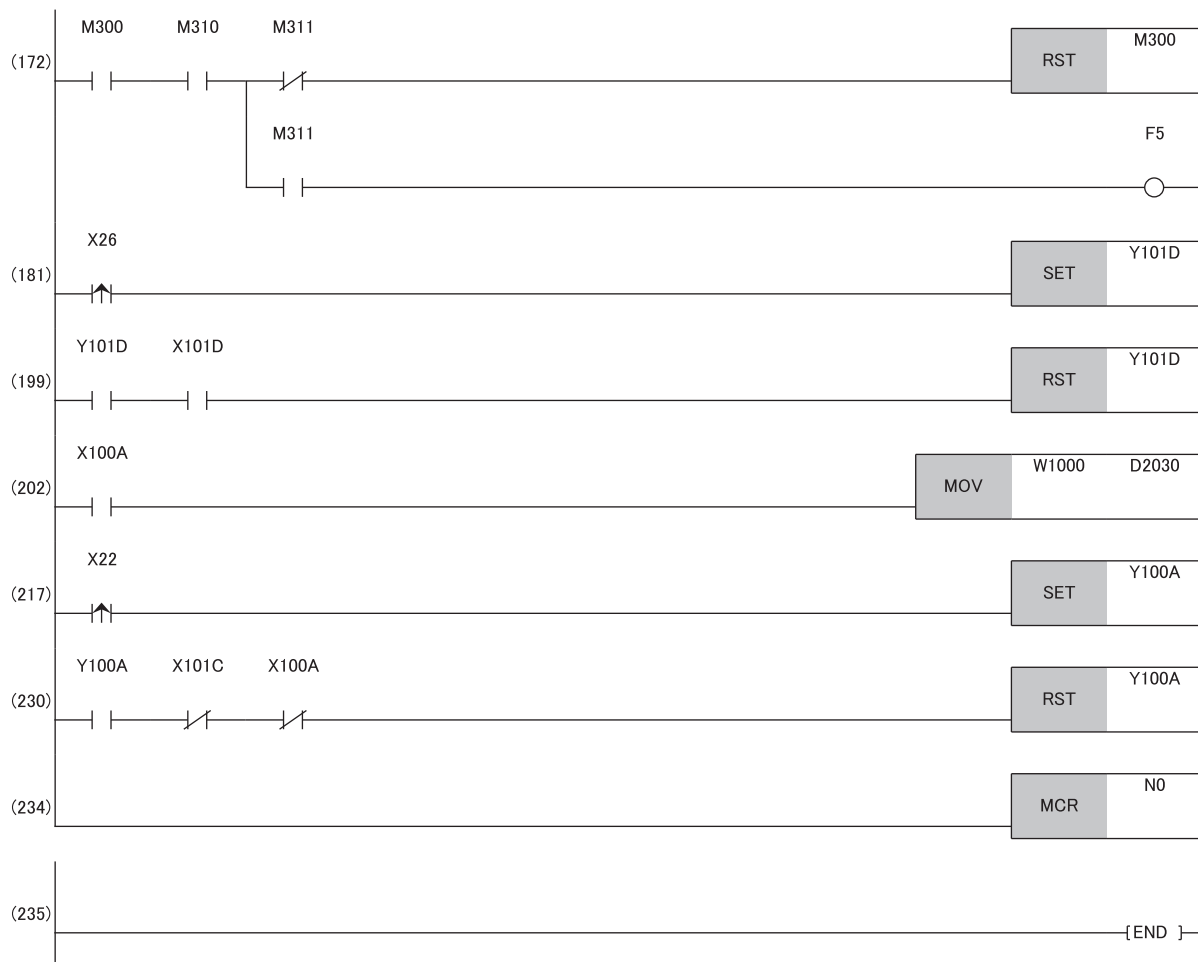 M300 M310 M311 M300
(172) RST
M311 F5
X26 Y101D
(181) SET
Y101D X101D Y101D
(199) RST
X100A W1000 D2030
(202) MOV
X22 Y100A
(217) SET
Y100A X101C X100A Y100A
(230) RST
N0
(234) MCR
(235)
[END]